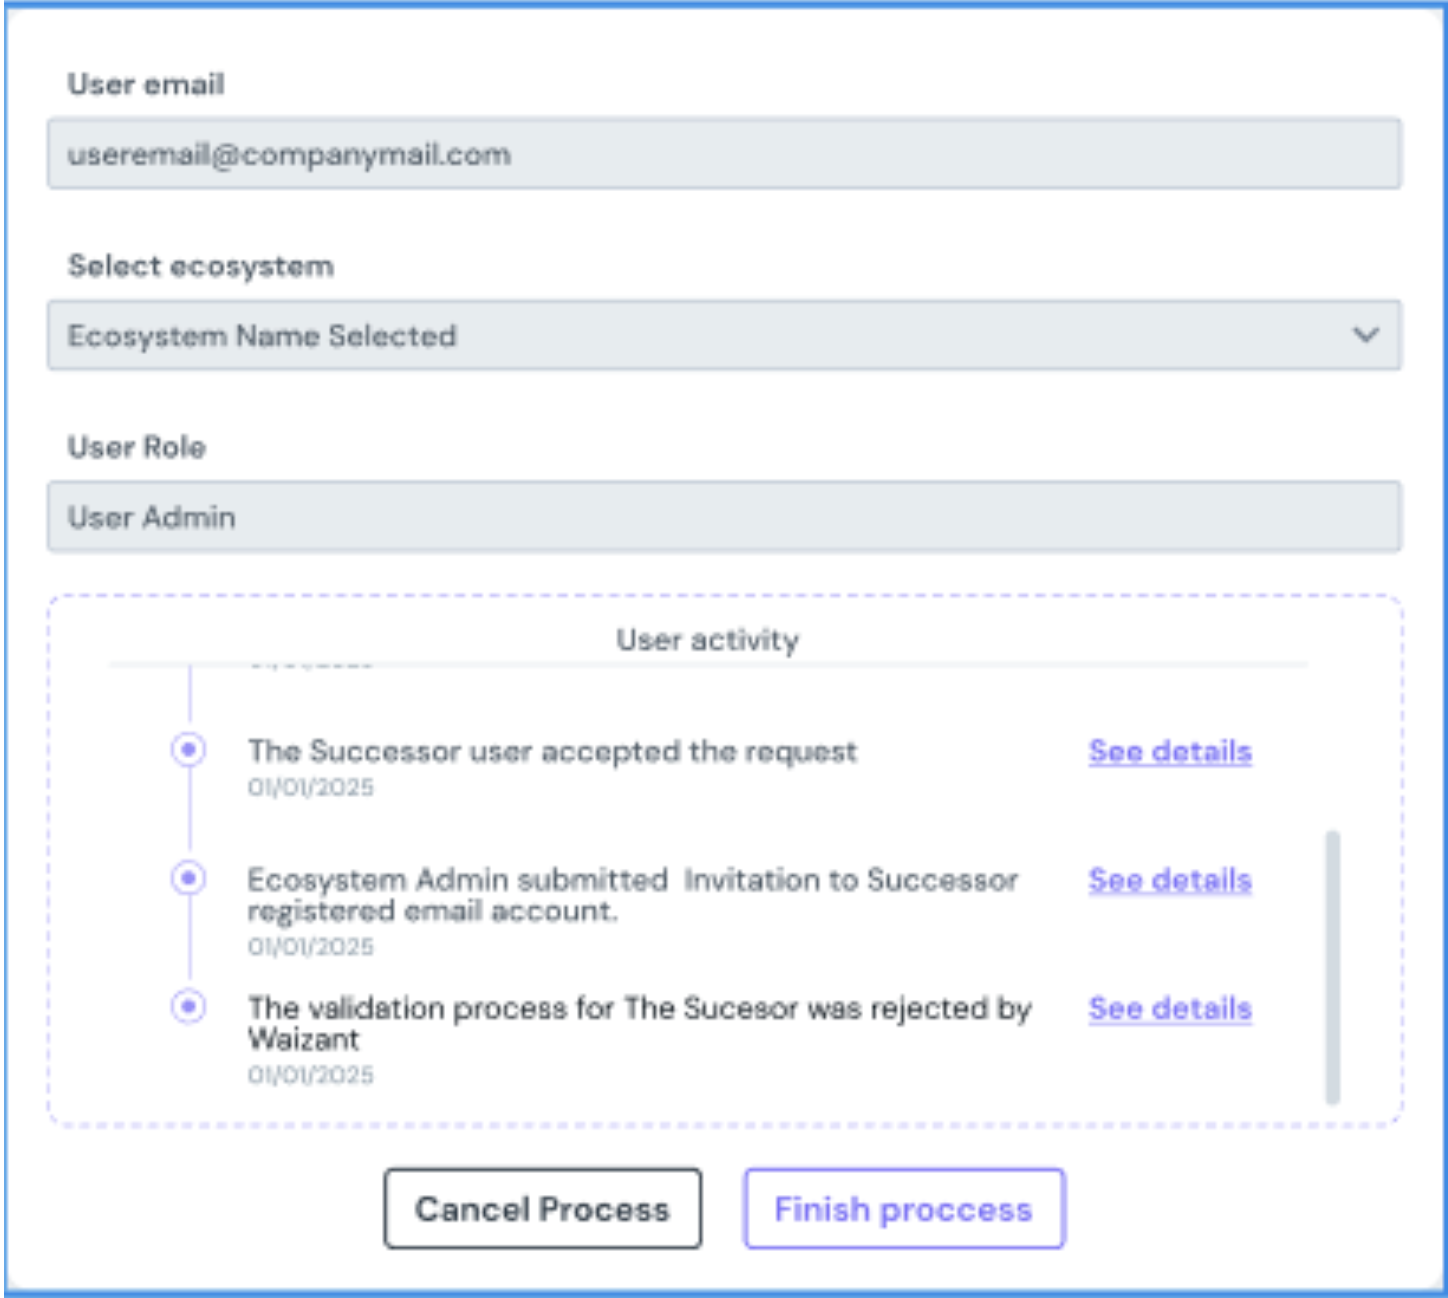 User email
useremail@companymail.com
Select ecosystem
Ecosystem Name Selected
User Role
User Admin
User activity
The Successor user accepted the request
See details
01/01/2025
Ecosystem Admin submitted  Invitation to Successor
See details
registered email account.
01/01/2025
The validation process for The Sucesor was rejected by
See details
Waizant
01/01/2025
Cancel Process
Finish proccess